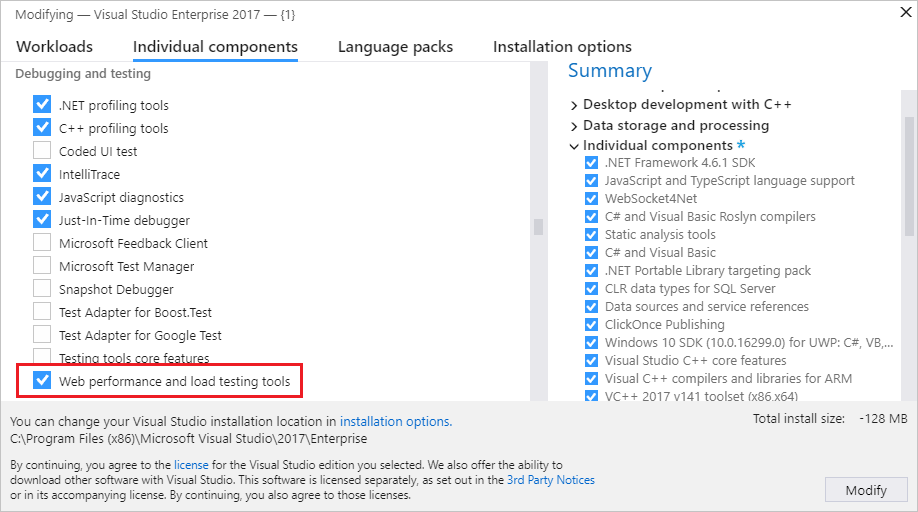 Modifying — Visual Studio Enterprise 2017 — {1}
Workloads
Individual components
Language packs
Installation options
Debugging and testing
.NET profiling tools
C++ profiling tools
Coded UI test
IntelliTrace
JavaScript diagnostics
Just-In-Time debugger
Microsoft Feedback Client
Microsoft Test Manager
Snapshot Debugger
Test Adapter for Boost.Test
Test Adapter for Google Test
Testing tools core features
Web performance and load testing tools
Summary
Desktop development with C++
Data storage and processing
Individual components *
.NET Framework 4.6.1 SDK
JavaScript and TypeScript language support
WebSocket4Net
C# and Visual Basic Roslyn compilers
Static analysis tools
C# and Visual Basic
.NET Portable Library targeting pack
CLR data types for SQL Server
Data sources and service references
ClickOnce Publishing
Windows 10 SDK (10.0.16299.0) for UWP: C#, VB,...
Visual Studio C++ core features
Visual C++ compilers and libraries for ARM
VC++ 2017 v141 toolset (x86,x64)
You can change your Visual Studio installation location in installation options.
C:\Program Files (x86)\Microsoft Visual Studio\2017\Enterprise
By continuing, you agree to the license for the Visual Studio edition you selected. We also offer the ability to
download other software with Visual Studio. This software is licensed separately, as set out in the 3rd Party Notices
or in its accompanying license. By continuing, you also agree to those licenses.
Total install size: -128 MB
Modify